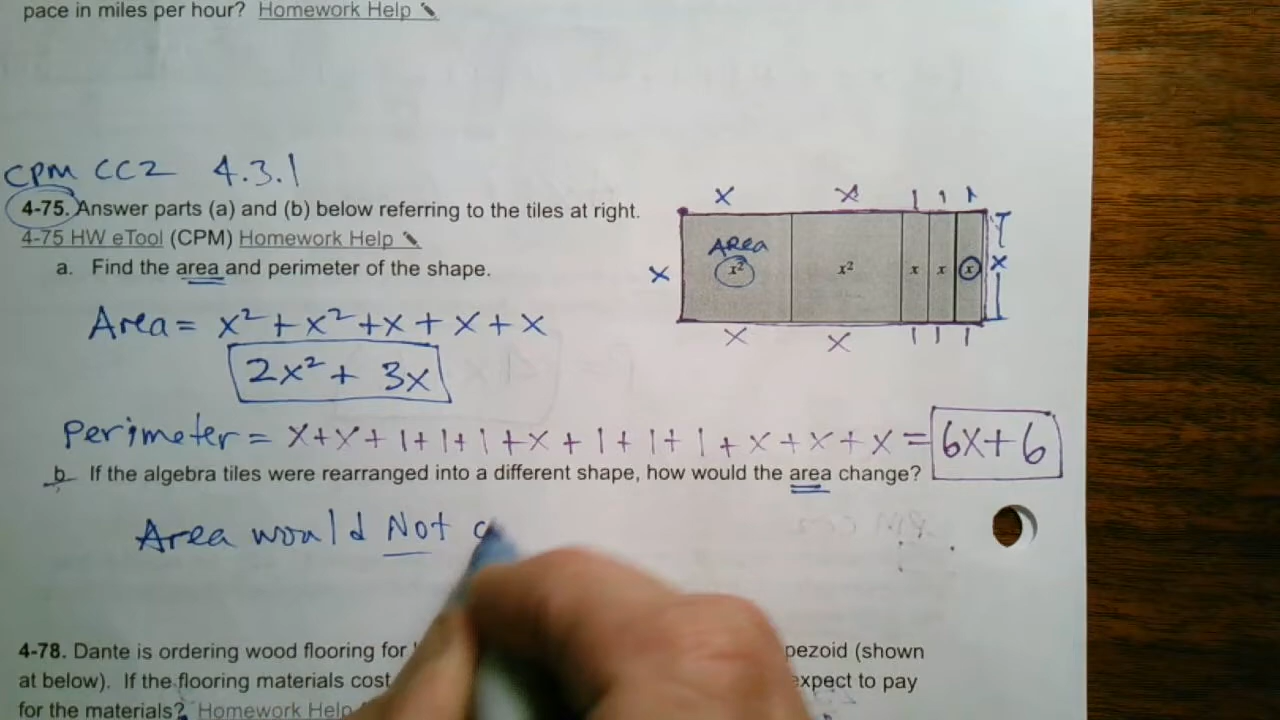 pace in miles per hour? Homework Help
CPM CC2 4.3.1
4-75. Answer parts (a) and (b) below referring to the tiles at right.
4-75 HW eTool (CPM) Homework Help
a. Find the area and perimeter of the shape.
x x 1 1 1
x AREA x² x² x x x x
x x 1 1 1
Area = x² + x² + x + x + x
2x² + 3x
Perimeter = x+x+1+1+1+x+1+1+1+x+x+x = 6x+6
b. If the algebra tiles were rearranged into a different shape, how would the area change?
Area would Not
4-78. Dante is ordering wood flooring for pezoid (shown
at below). If the flooring materials cost expect to pay
for the materials? Homework Help